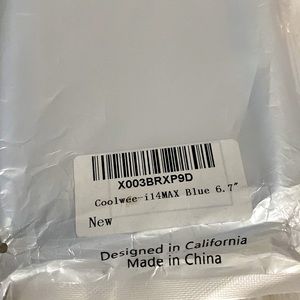 X003BRXP9D
Coolwee-i14MAX Blue 6.7"
New
Designed in California
Made in China